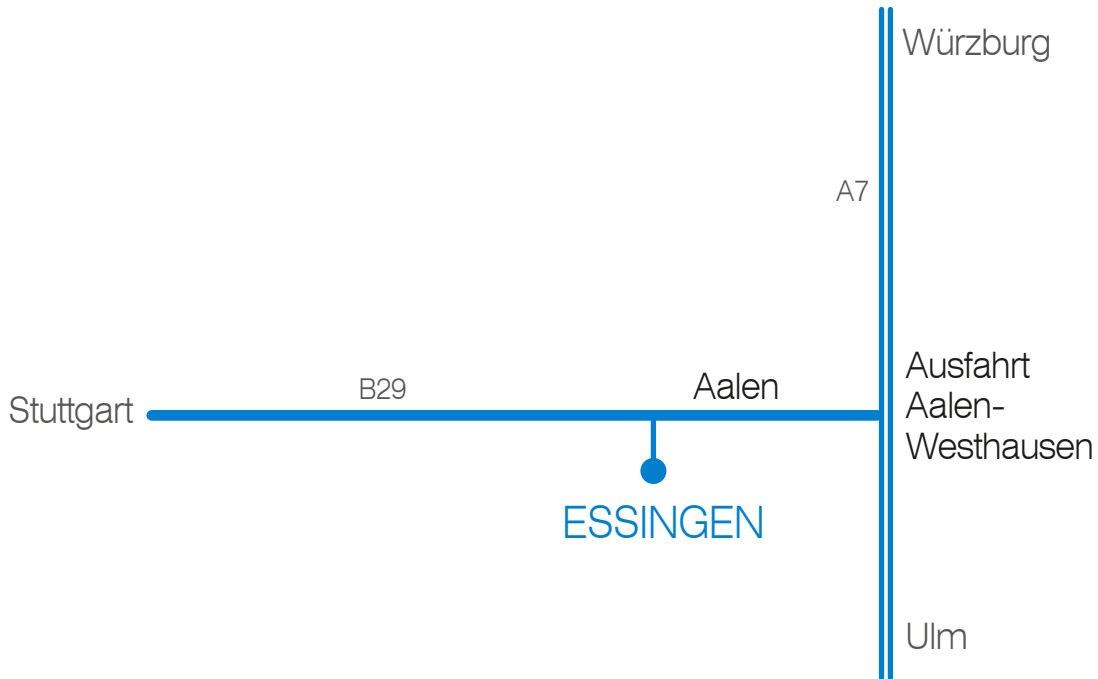 Würzburg
A7
Ausfahrt
Aalen-
Westhausen
B29
Aalen
Stuttgart
ESSINGEN
Ulm